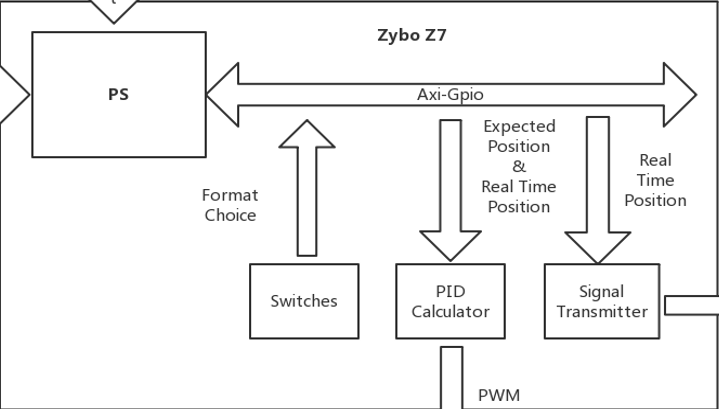 Zybo Z7
PS
Axi-Gpio
Expected
Position
&
Real Time
Position
Real
Time
Position
Format
Choice
Switches
PID
Calculator
Signal
Transmitter
PWM